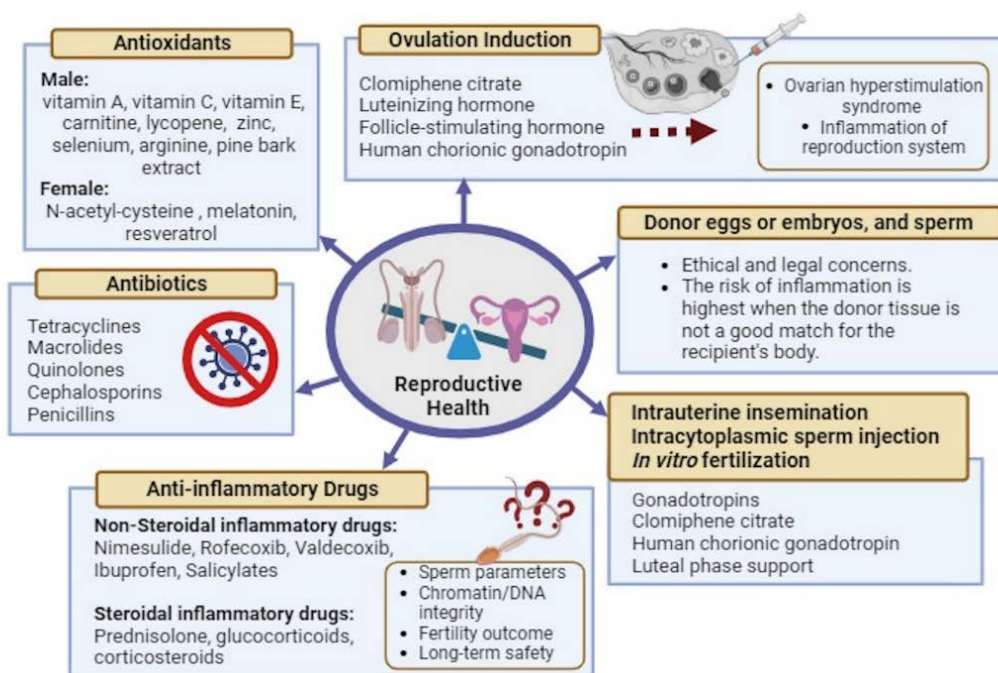 Antioxidants
Male:
vitamin A, vitamin C, vitamin E,
carnitine, lycopene, zinc,
selenium, arginine, pine bark
extract
Female:
N-acetyl-cysteine , melatonin,
resveratrol
Ovulation Induction
Clomiphene citrate
Luteinizing hormone
Follicle-stimulating hormone
Human chorionic gonadotropin
• Ovarian hyperstimulation
syndrome
• Inflammation of
reproduction system
Donor eggs or embryos, and sperm
• Ethical and legal concerns.
• The risk of inflammation is
highest when the donor tissue is
not a good match for the
recipient's body.
Antibiotics
Tetracyclines
Macrolides
Quinolones
Cephalosporins
Penicillins
Reproductive
Health
Intrauterine insemination
Intracytoplasmic sperm injection
In vitro fertilization
Gonadotropins
Clomiphene citrate
Human chorionic gonadotropin
Luteal phase support
Anti-inflammatory Drugs
Non-Steroidal inflammatory drugs:
Nimesulide, Rofecoxib, Valdecoxib,
Ibuprofen, Salicylates
Steroidal inflammatory drugs:
Prednisolone, glucocorticoids,
corticosteroids
????
• Sperm parameters
• Chromatin/DNA
integrity
• Fertility outcome
• Long-term safety